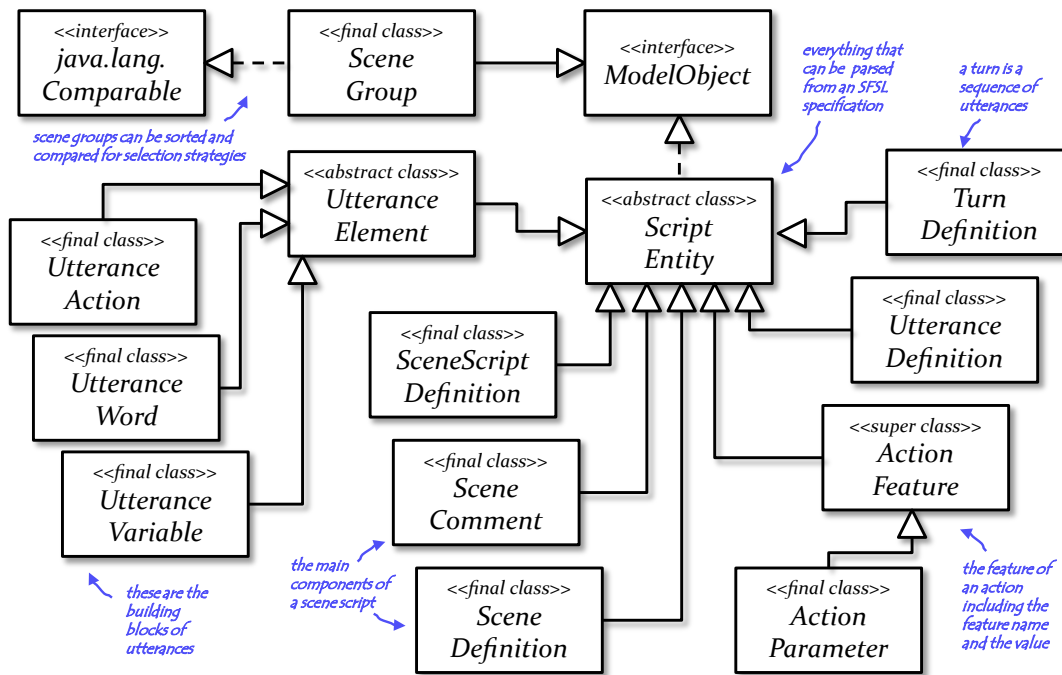 <<interface>>
java.lang.
Comparable
<<final class>>
Scene
Group
<<interface>>
ModelObject
everything that
can be parsed
from an SFSL
specification
a turn is a
sequence of
utterances
scene groups can be sorted and
compared for selection strategies
<<abstract class>>
Utterance
Element
<<abstract class>>
Script
Entity
<<final class>>
Turn
Definition
<<final class>>
Utterance
Action
<<final class>>
Utterance
Definition
<<final class>>
SceneScript
Definition
<<final class>>
Utterance
Word
<<super class>>
Action
Feature
<<final class>>
Scene
Comment
<<final class>>
Utterance
Variable
the main
components of
a scene script
the feature of
an action
including the
feature name
and the value
these are the
building
blocks of
utterances
<<final class>>
Scene
Definition
<<final class>>
Action
Parameter